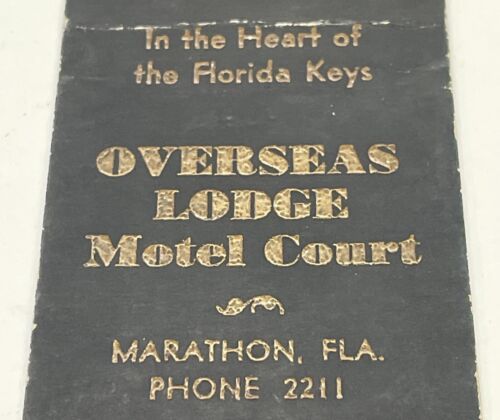 In the Heart of
the Florida Keys
OVERSEAS
LODGE
Motel Court
MARATHON, FLA.
PHONE 2211